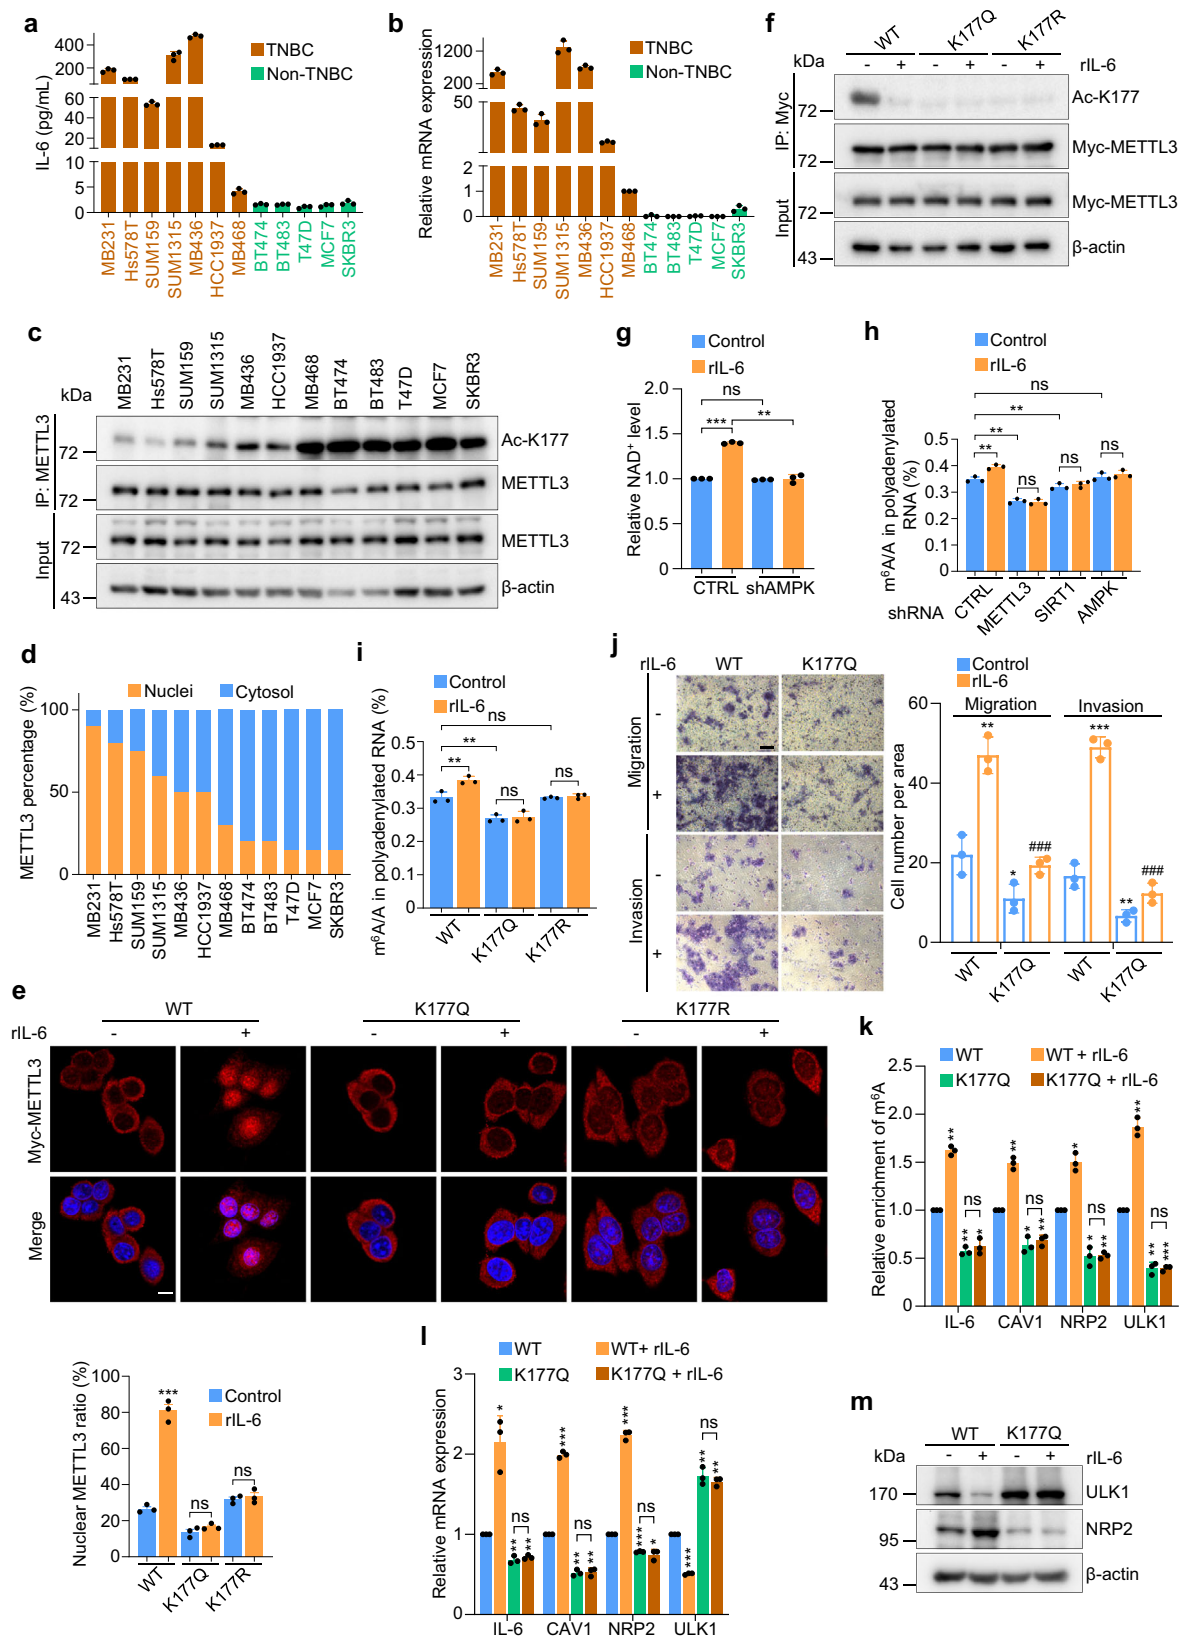 a
IL-6 (pg/mL)
400
200
60
40
20
10
5
0
TNBC
Non-TNBC
MB231
Hs578T
SUM159
SUM1315
MB436
HCC1937
MB468
BT474
BT483
T47D
MCF7
SKBR3
b
Relative mRNA expression
1200
200
50
2
1
0
TNBC
Non-TNBC
MB231
Hs578T
SUM159
SUM1315
MB436
HCC1937
MB468
BT474
BT483
T47D
MCF7
SKBR3
f
WT K177Q K177R
kDa - + - + - + rIL-6
IP: Myc
72 Ac-K177
72 Myc-METTL3
Input
72 Myc-METTL3
43 β-actin
c
kDa
MB231
Hs578T
SUM159
SUM1315
MB436
HCC1937
MB468
BT474
BT483
T47D
MCF7
SKBR3
IP: METTL3
72 Ac-K177
72 METTL3
Input
72 METTL3
43 β-actin
g
Control
rIL-6
Relative NAD⁺ level
2.0
1.5
1.0
0.5
0.0
ns
*** **
CTRL shAMPK
h
Control
rIL-6
m⁶A/A in polyadenylated RNA (%)
0.5
0.4
0.3
0.2
0.1
0
ns
**
**
** ns ns ns
shRNA
CTRL
METTL3
SIRT1
AMPK
d
Nuclei Cytosol
METTL3 percentage (%)
100
50
0
MB231
Hs578T
SUM159
SUM1315
MB436
HCC1937
MB468
BT474
BT483
T47D
MCF7
SKBR3
i
Control
rIL-6
m⁶A/A in polyadenylated RNA (%)
0.5
0.4
0.3
0.2
0.1
0
ns
**
** ns ns
WT
K177Q
K177R
j
rIL-6 WT K177Q
Migration
-
+
Invasion
-
+
Control
rIL-6
Cell number per area
60
40
20
0
Migration Invasion
** * ### *** ** ###
WT
K177Q
WT
K177Q
e
WT K177Q K177R
rIL-6 - + - + - +
Myc-METTL3
Merge
Nuclear METTL3 ratio (%)
100
80
60
40
20
0
Control
rIL-6
*** ns ns
WT
K177Q
K177R
k
WT WT + rIL-6
K177Q K177Q + rIL-6
Relative enrichment of m⁶A
2.5
2.0
1.5
1.0
0.5
0
** ** ** ns
** * ** ns
* * ** ns
** ** *** ns
IL-6 CAV1 NRP2 ULK1
l
WT WT+ rIL-6
K177Q K177Q + rIL-6
Relative mRNA expression
3
2
1
0
* ** ** ns
*** ** ** ns
*** *** * ns
*** ** ** ns
IL-6 CAV1 NRP2 ULK1
m
WT K177Q
kDa - + - + rIL-6
170 ULK1
95 NRP2
43 β-actin